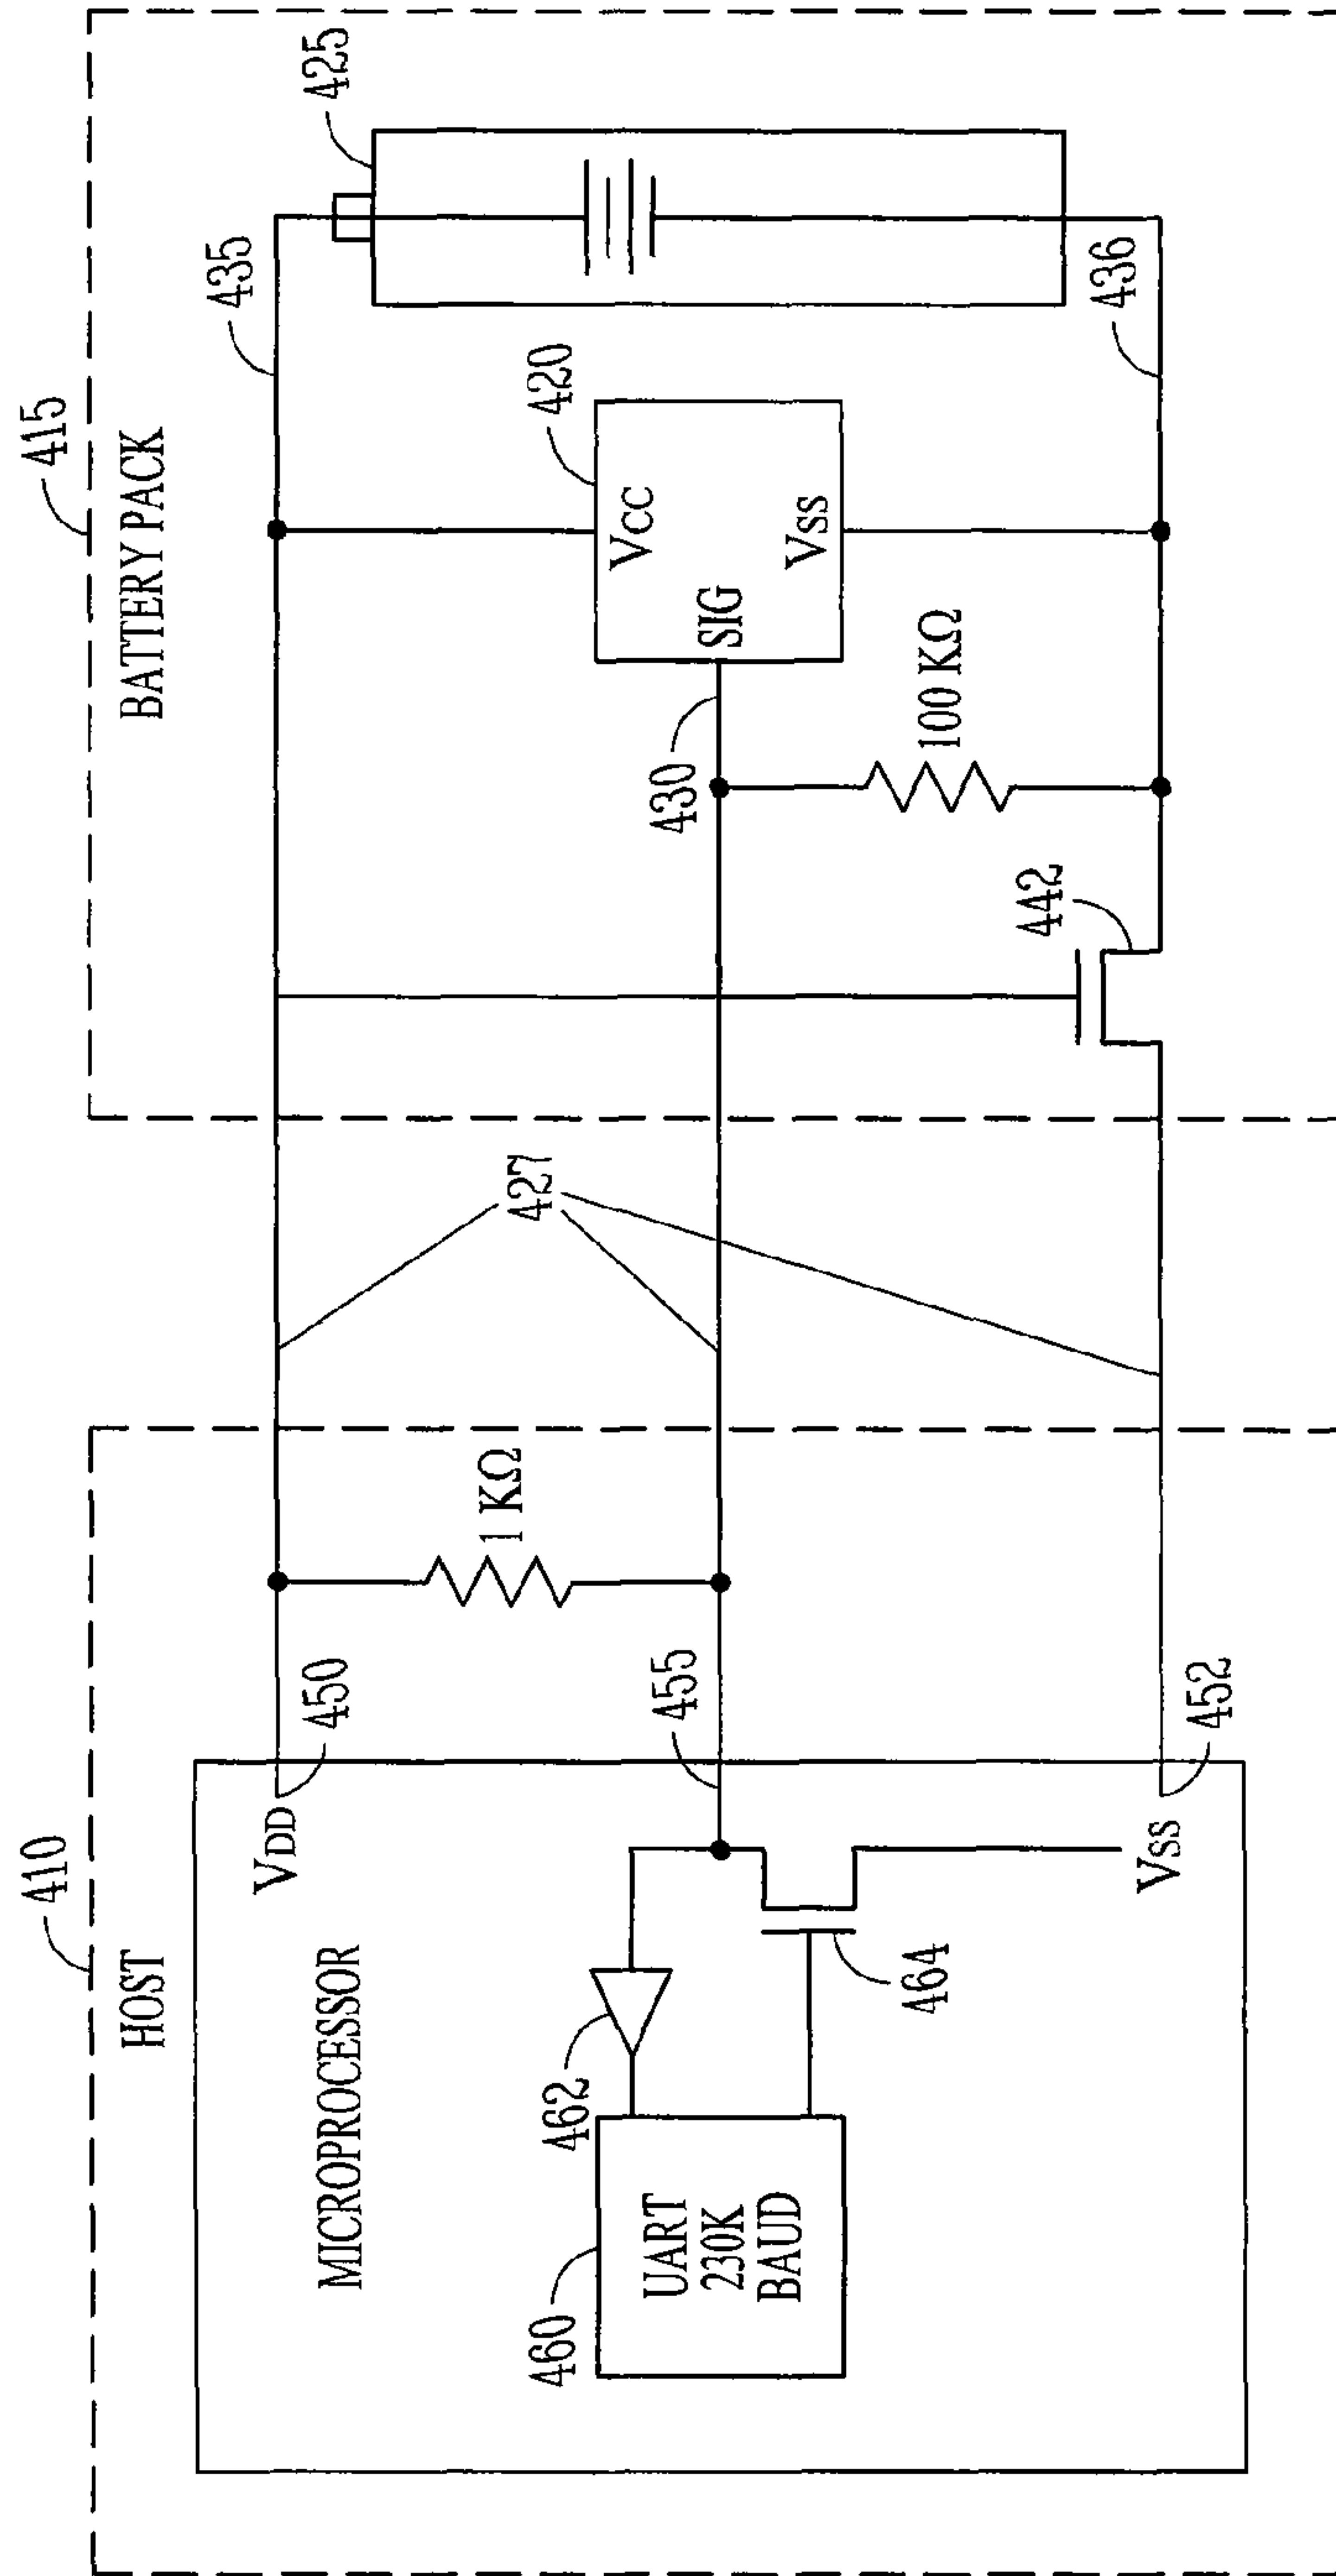 410
HOST
MICROPROCESSOR
VDD
450
1 KΩ
455
460
UART
230K
BAUD
462
464
VSS
452
427
415
BATTERY PACK
435
425
420
VCC
SIG
VSS
430
100 KΩ
442
436